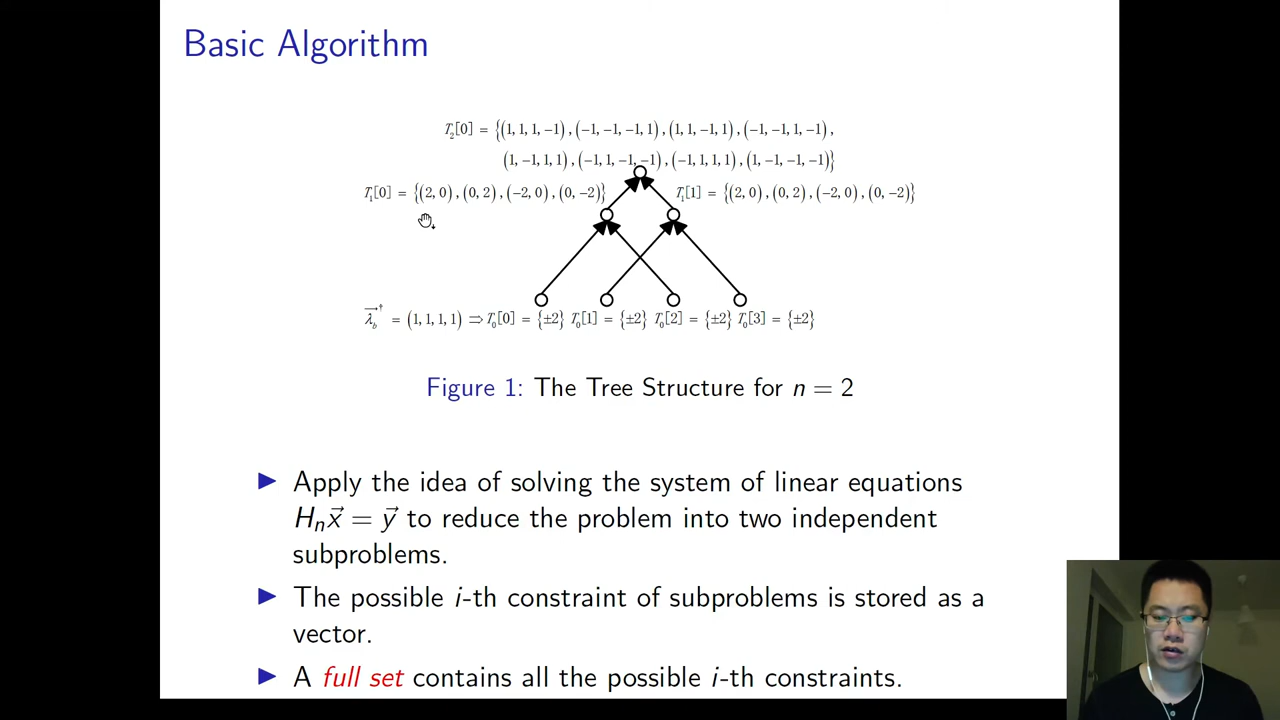 Basic Algorithm
T₂[0] = {(1, 1, 1, −1), (−1, −1, −1, 1), (1, 1, −1, 1), (−1, −1, 1, −1),
(1, −1, 1, 1), (−1, 1, −1, −1), (−1, 1, 1, 1), (1, −1, −1, −1)}
T₁[0] = {(2, 0), (0, 2), (−2, 0), (0, −2)} T₁[1] = {(2, 0), (0, 2), (−2, 0), (0, −2)}
λ⃗_b† = (1, 1, 1, 1) ⇒ T₀[0] = {±2} T₀[1] = {±2} T₀[2] = {±2} T₀[3] = {±2}
Figure 1: The Tree Structure for n = 2
▶ Apply the idea of solving the system of linear equations
Hₙx⃗ = y⃗ to reduce the problem into two independent
subproblems.
▶ The possible i-th constraint of subproblems is stored as a
vector.
▶ A full set contains all the possible i-th constraints.